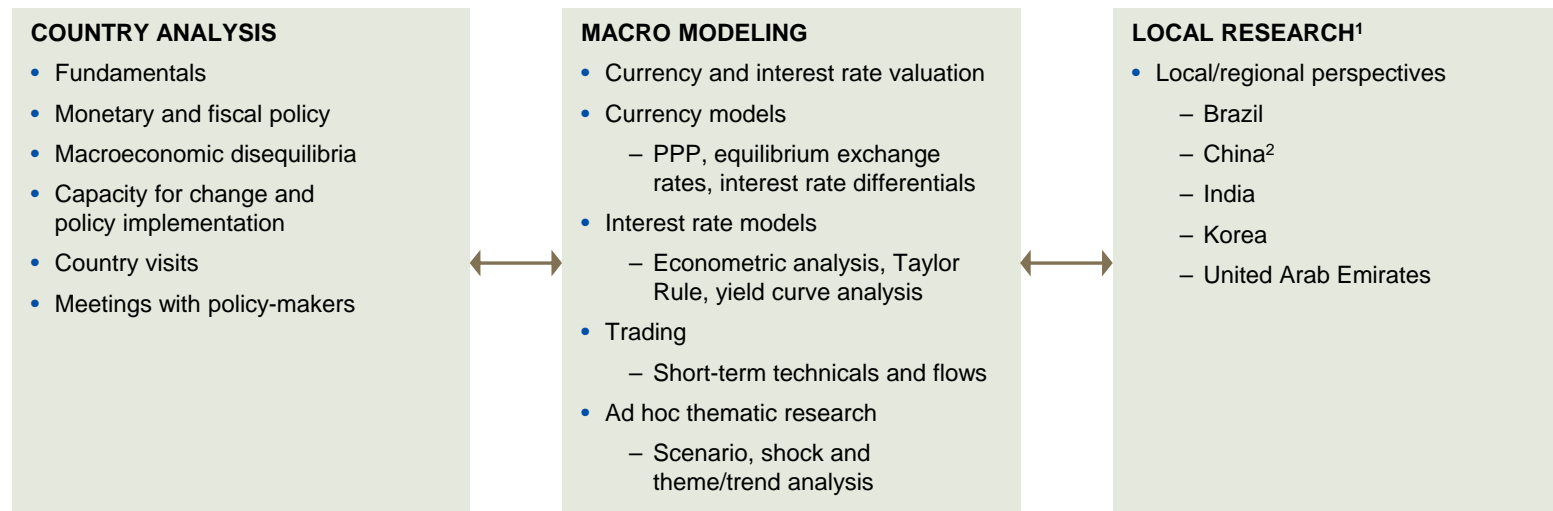 COUNTRY ANALYSIS
• Fundamentals
• Monetary and fiscal policy
• Macroeconomic disequilibria
• Capacity for change and
policy implementation
• Country visits
• Meetings with policy-makers
MACRO MODELING
• Currency and interest rate valuation
• Currency models
– PPP, equilibrium exchange
rates, interest rate differentials
• Interest rate models
– Econometric analysis, Taylor
Rule, yield curve analysis
• Trading
– Short-term technicals and flows
• Ad hoc thematic research
– Scenario, shock and
theme/trend analysis
LOCAL RESEARCH¹
• Local/regional perspectives
– Brazil
– China²
– India
– Korea
– United Arab Emirates